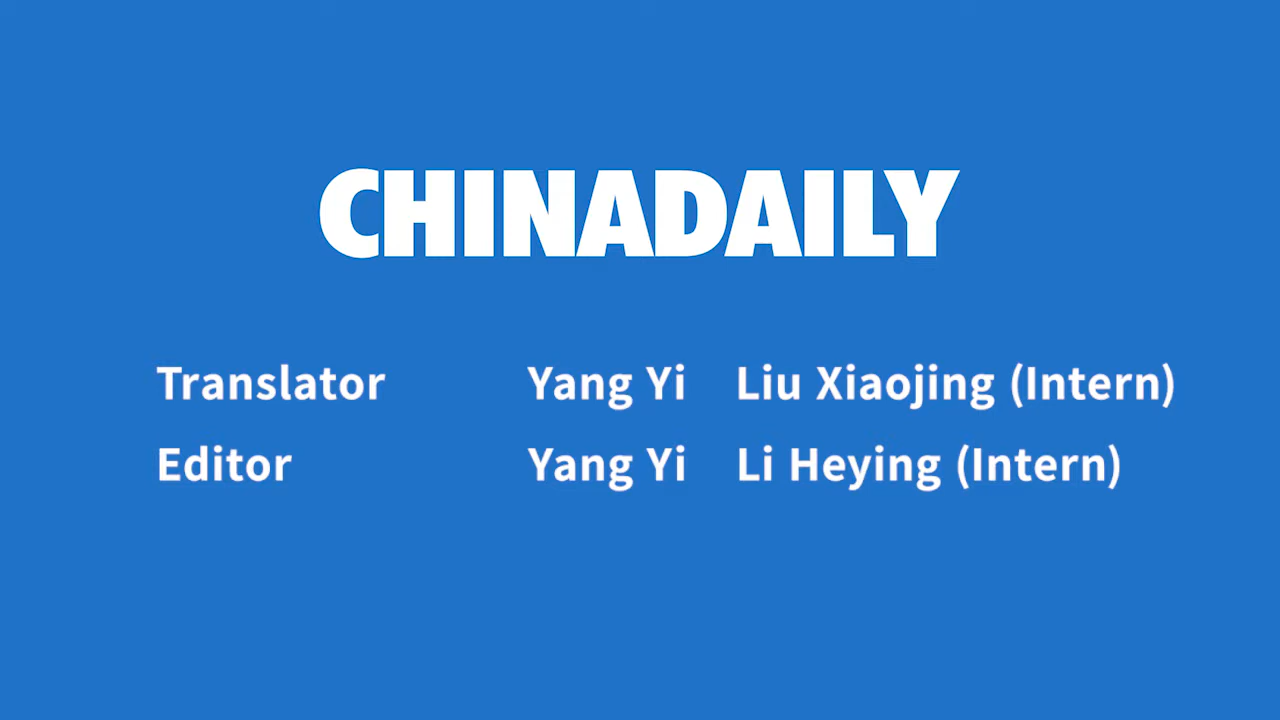 CHINADAILY
Translator Yang Yi Liu Xiaojing (Intern)
Editor Yang Yi Li Heying (Intern)